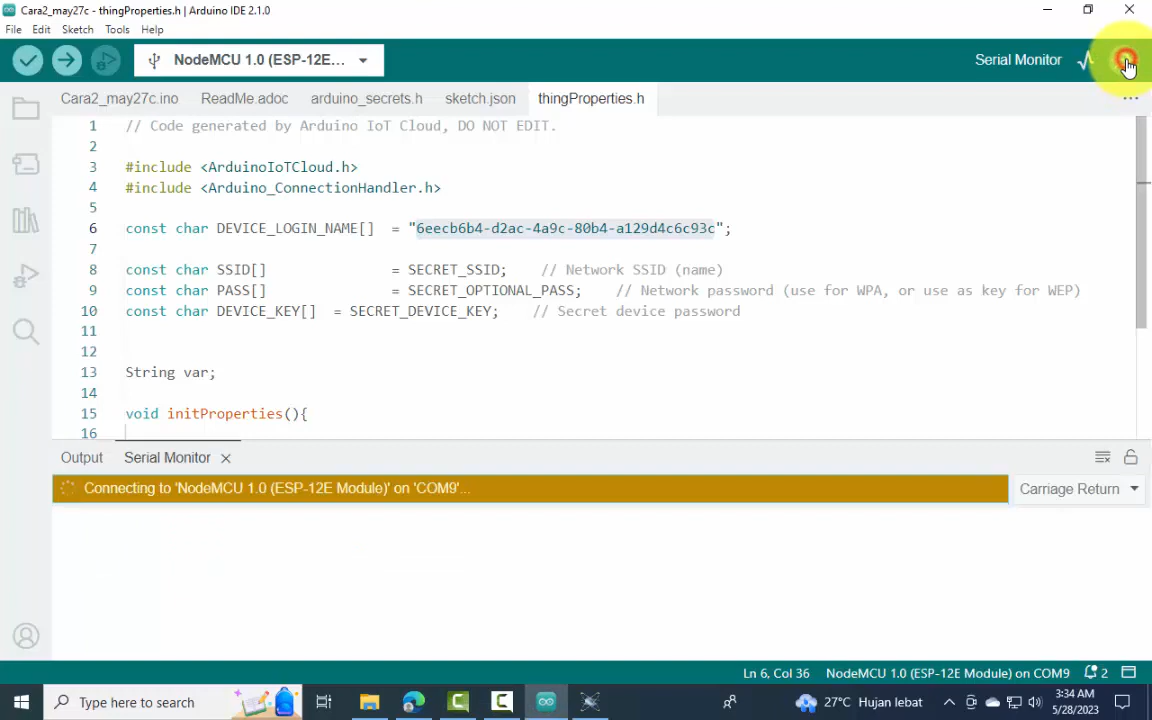 Cara2_may27c - thingProperties.h | Arduino IDE 2.1.0
File Edit Sketch Tools Help
NodeMCU 1.0 (ESP-12E...
Serial Monitor
Cara2_may27c.ino ReadMe.adoc arduino_secrets.h sketch.json thingProperties.h
1 // Code generated by Arduino IoT Cloud, DO NOT EDIT.
2
3 #include <ArduinoIoTCloud.h>
4 #include <Arduino_ConnectionHandler.h>
5
6 const char DEVICE_LOGIN_NAME[] = "6eecb6b4-d2ac-4a9c-80b4-a129d4c6c93c";
7
8 const char SSID[] = SECRET_SSID; // Network SSID (name)
9 const char PASS[] = SECRET_OPTIONAL_PASS; // Network password (use for WPA, or use as key for WEP)
10 const char DEVICE_KEY[] = SECRET_DEVICE_KEY; // Secret device password
11
12
13 String var;
14
15 void initProperties(){
16
Output Serial Monitor
Connecting to 'NodeMCU 1.0 (ESP-12E Module)' on 'COM9'...
Carriage Return
Ln 6, Col 36 NodeMCU 1.0 (ESP-12E Module) on COM9 2
Type here to search
27°C Hujan lebat
3:34 AM
5/28/2023